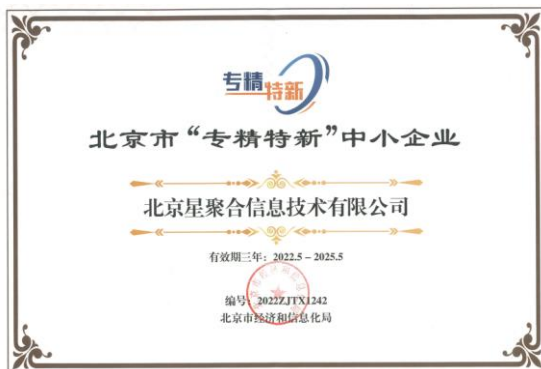 专精
特新
北京市“专精特新”中小企业
北京星聚合信息技术有限公司
有效期三年：2022.5 – 2025.5
编号：2022ZJTX1242
北京市经济和信息化局